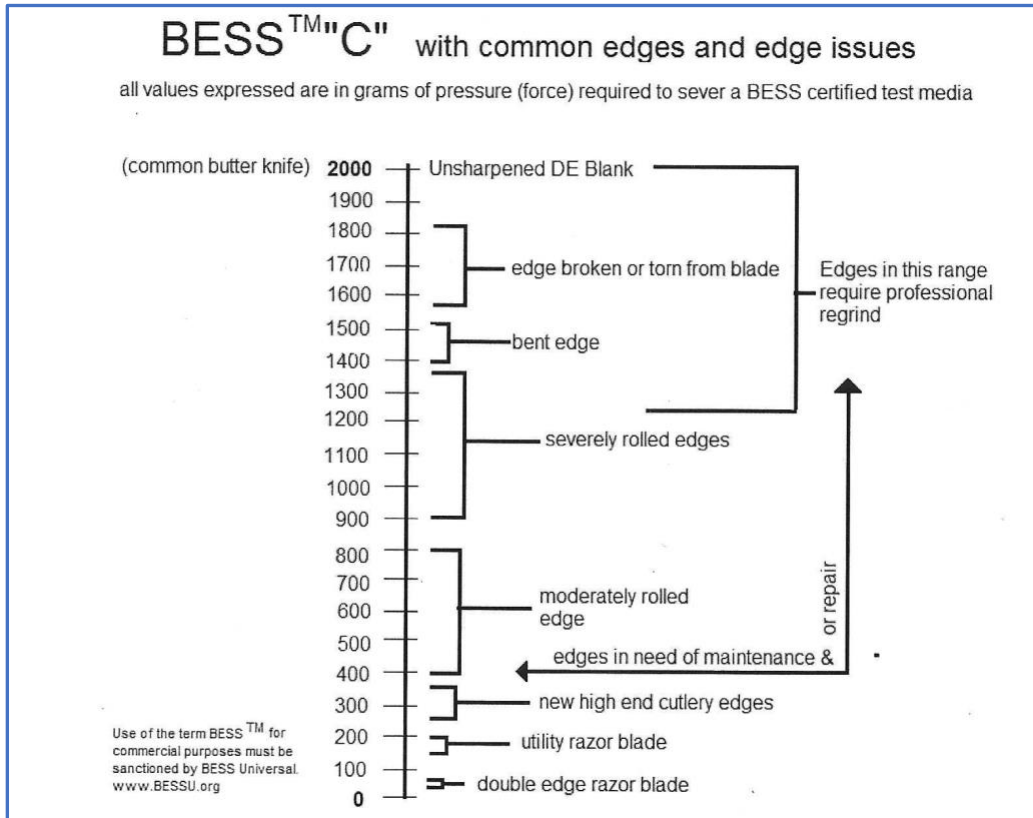 BESS™"C" with common edges and edge issues
all values expressed are in grams of pressure (force) required to sever a BESS certified test media
(common butter knife) 2000 Unsharpened DE Blank
1900
1800
1700 edge broken or torn from blade
1600
Edges in this range
require professional
regrind
1500
bent edge
1400
1300
1200
severely rolled edges
1100
1000
900
800
700
moderately rolled
edge
600
500
or repair
edges in need of maintenance &
400
300 new high end cutlery edges
200 utility razor blade
100
double edge razor blade
0
Use of the term BESS TM for
commercial purposes must be
sanctioned by BESS Universal.
www.BESSU.org